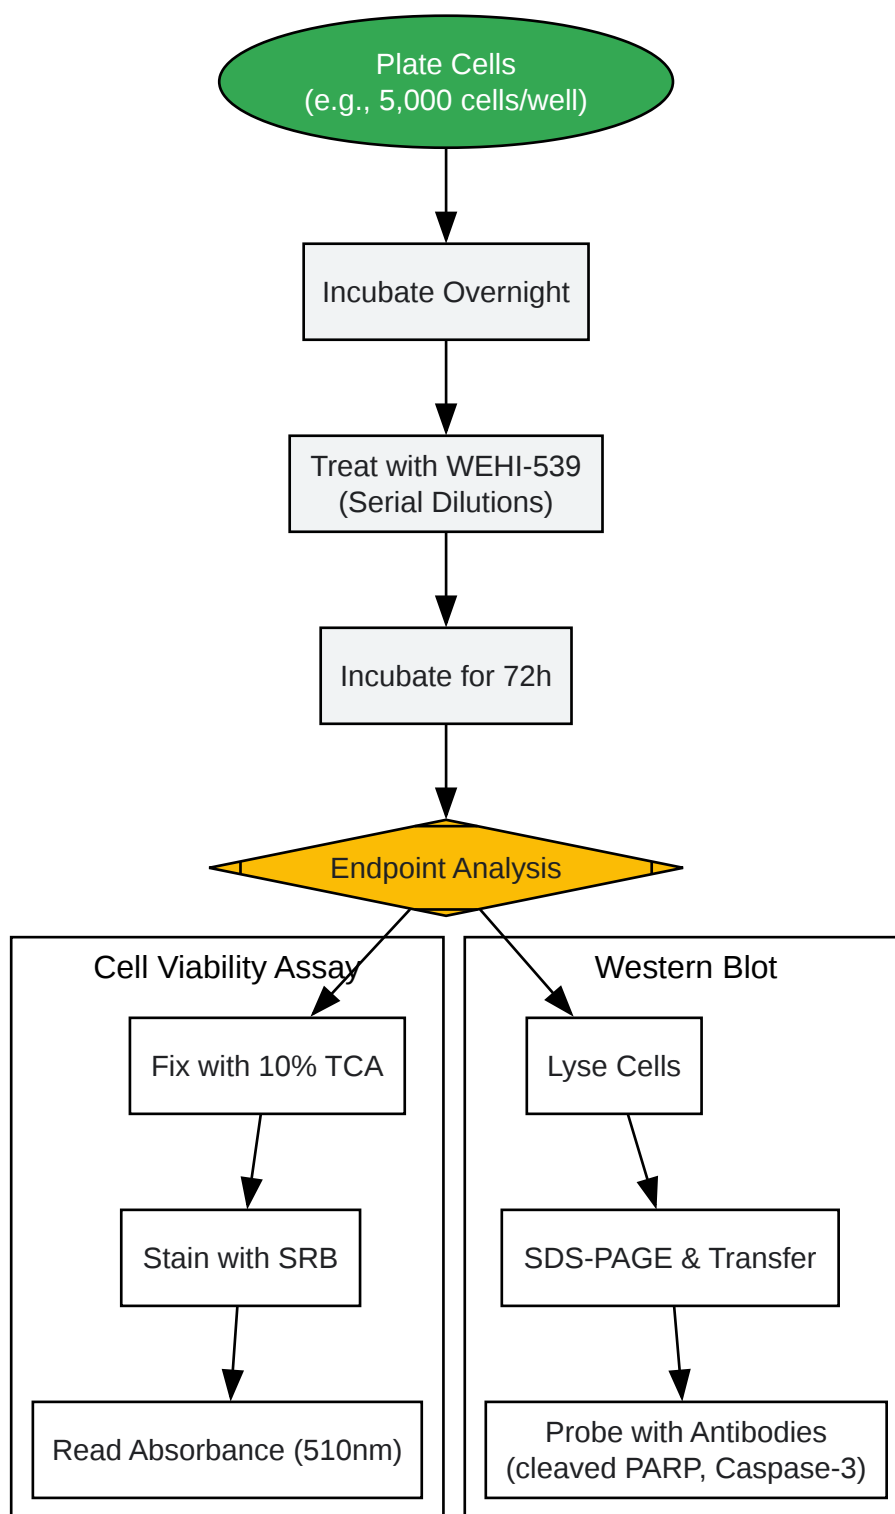 Plate Cells
(e.g., 5,000 cells/well)
Incubate Overnight
Treat with WEHI-539
(Serial Dilutions)
Incubate for 72h
Endpoint Analysis
Cell Viability Assay
Fix with 10% TCA
Stain with SRB
Read Absorbance (510nm)
Western Blot
Lyse Cells
SDS-PAGE & Transfer
Probe with Antibodies
(cleaved PARP, Caspase-3)